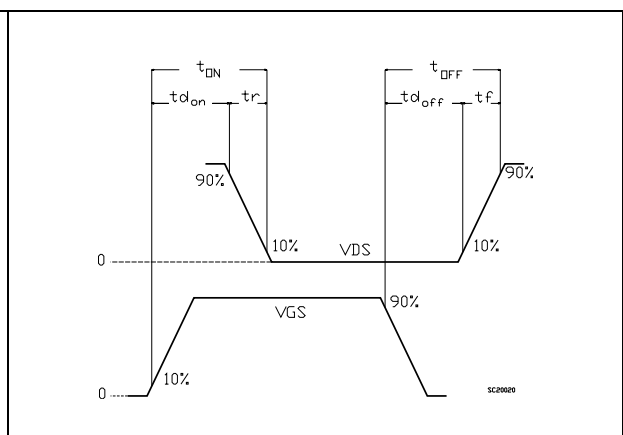 tON tOFF
tdon tr tdoff tf
90% 90%
10% 10%
0 VDS
VGS 90%
10%
0
SC20020